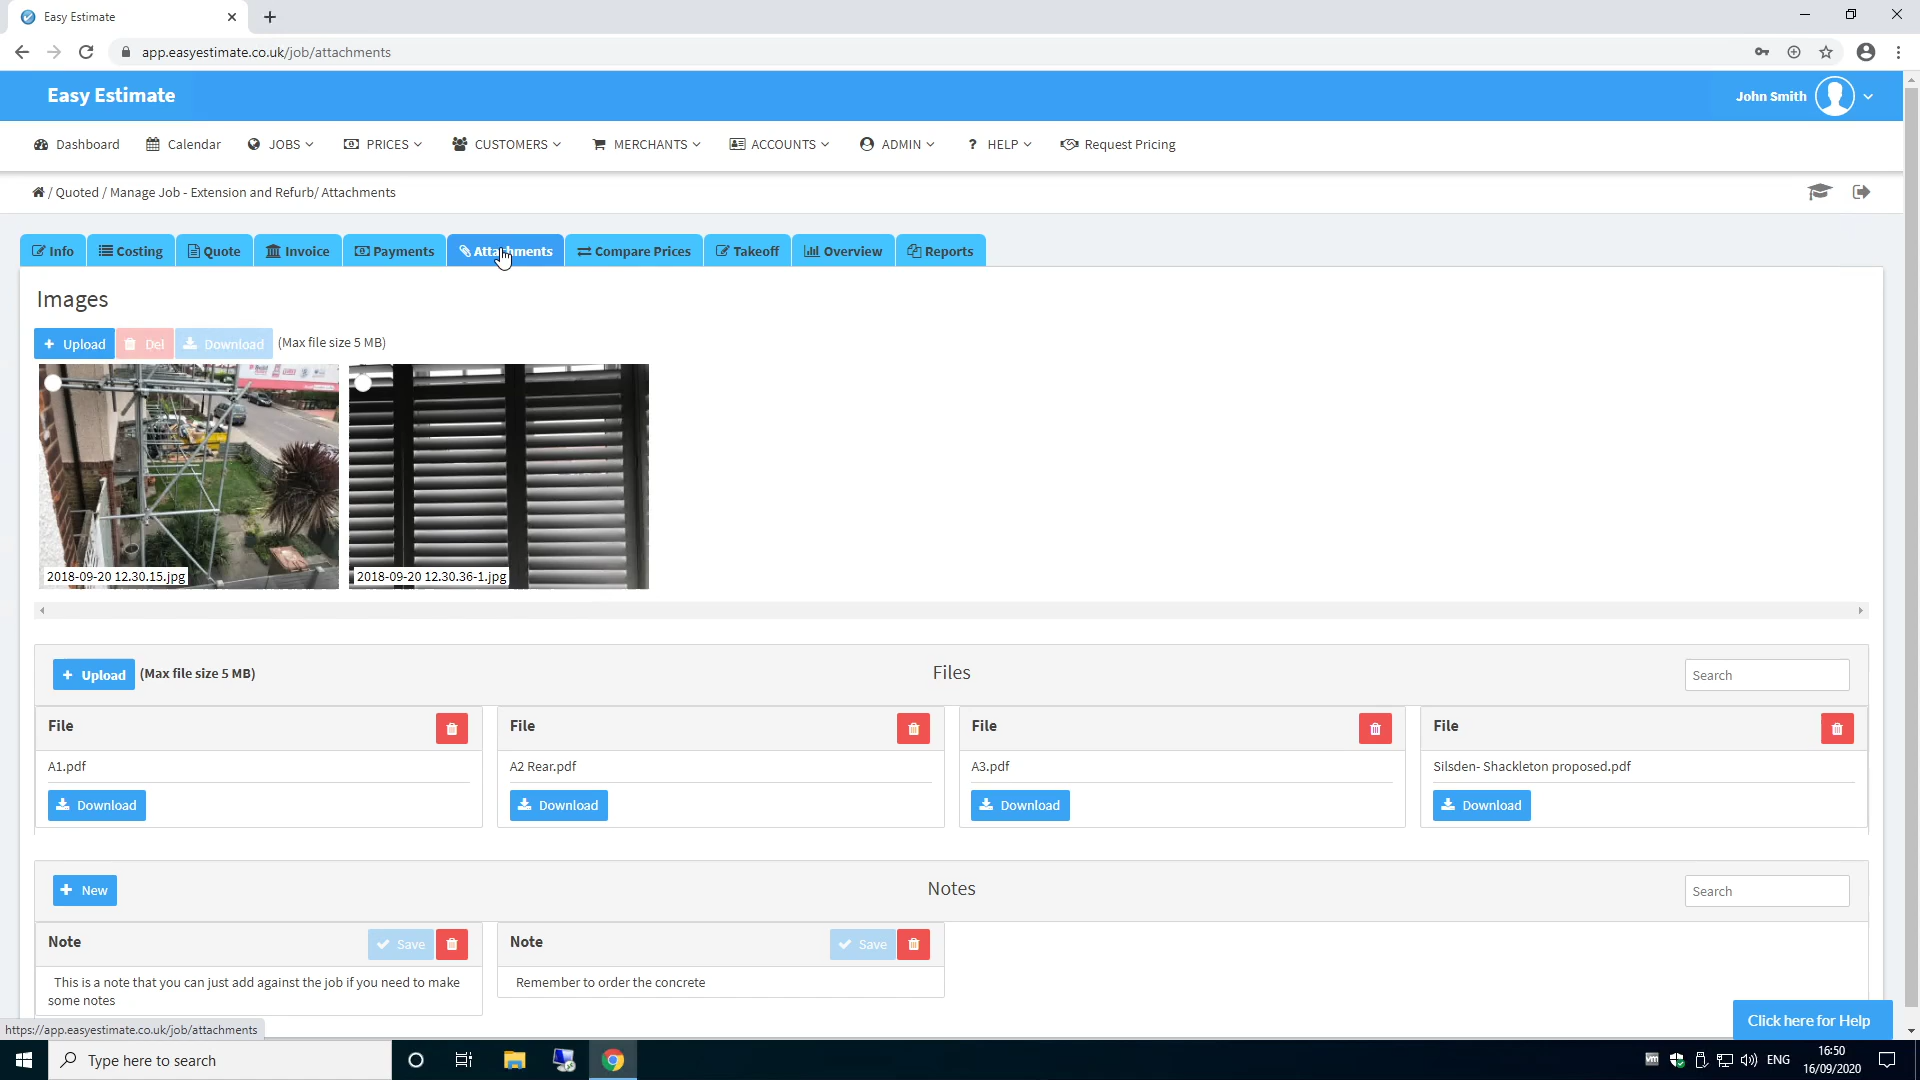 Easy Estimate
app.easyestimate.co.uk/job/attachments
Easy Estimate
John Smith
Dashboard Calendar JOBS PRICES CUSTOMERS MERCHANTS ACCOUNTS ADMIN ? HELP Request Pricing
/ Quoted / Manage Job - Extension and Refurb/ Attachments
Info Costing Quote Invoice Payments Attachments Compare Prices Takeoff Overview Reports
Images
+ Upload Del Download (Max file size 5 MB)
2018-09-20 12.30.15.jpg 2018-09-20 12.30.36-1.jpg
+ Upload (Max file size 5 MB) Files Search
File File File File
A1.pdf A2 Rear.pdf A3.pdf Silsden- Shackleton proposed.pdf
Download Download Download Download
+ New Notes Search
Note Save Note Save
This is a note that you can just add against the job if you need to make Remember to order the concrete
some notes
Click here for Help
https://app.easyestimate.co.uk/job/attachments
Type here to search ENG 16:50
16/09/2020